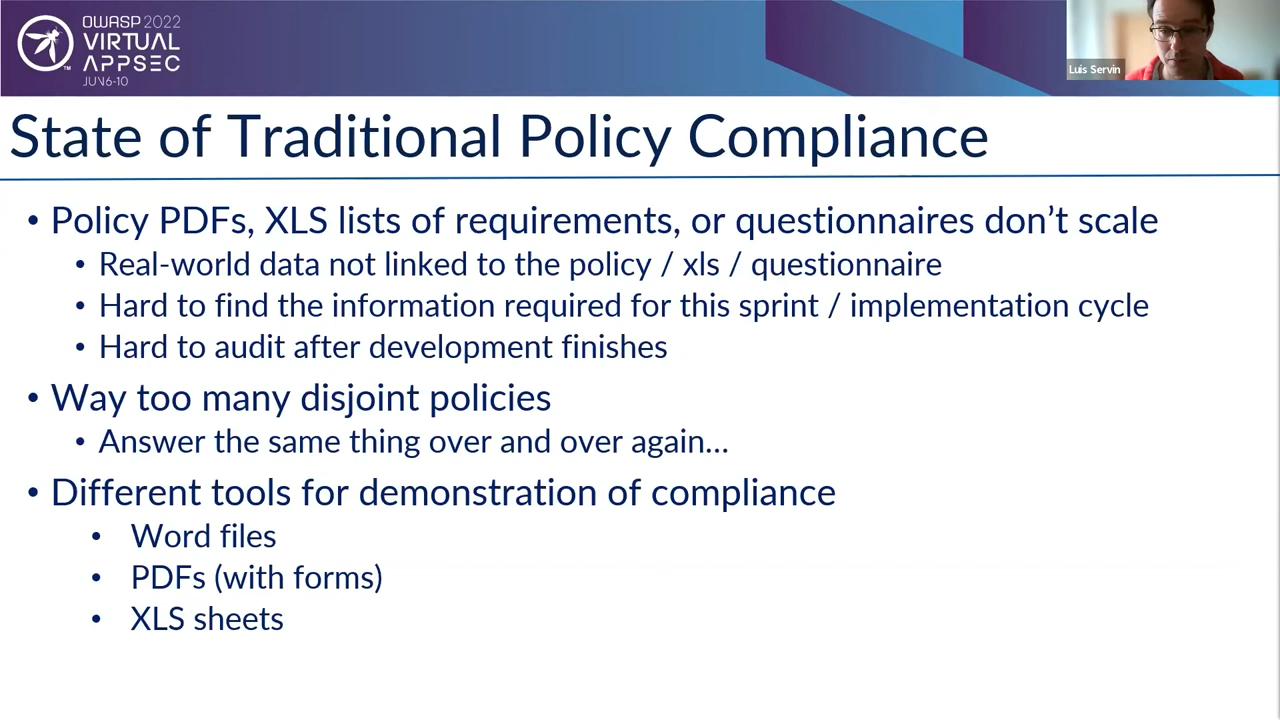 OWASP 2022
VIRTUAL
APPSEC
JUN 6-10
Luis Servin
State of Traditional Policy Compliance
• Policy PDFs, XLS lists of requirements, or questionnaires don’t scale
• Real-world data not linked to the policy / xls / questionnaire
• Hard to find the information required for this sprint / implementation cycle
• Hard to audit after development finishes
• Way too many disjoint policies
• Answer the same thing over and over again...
• Different tools for demonstration of compliance
• Word files
• PDFs (with forms)
• XLS sheets